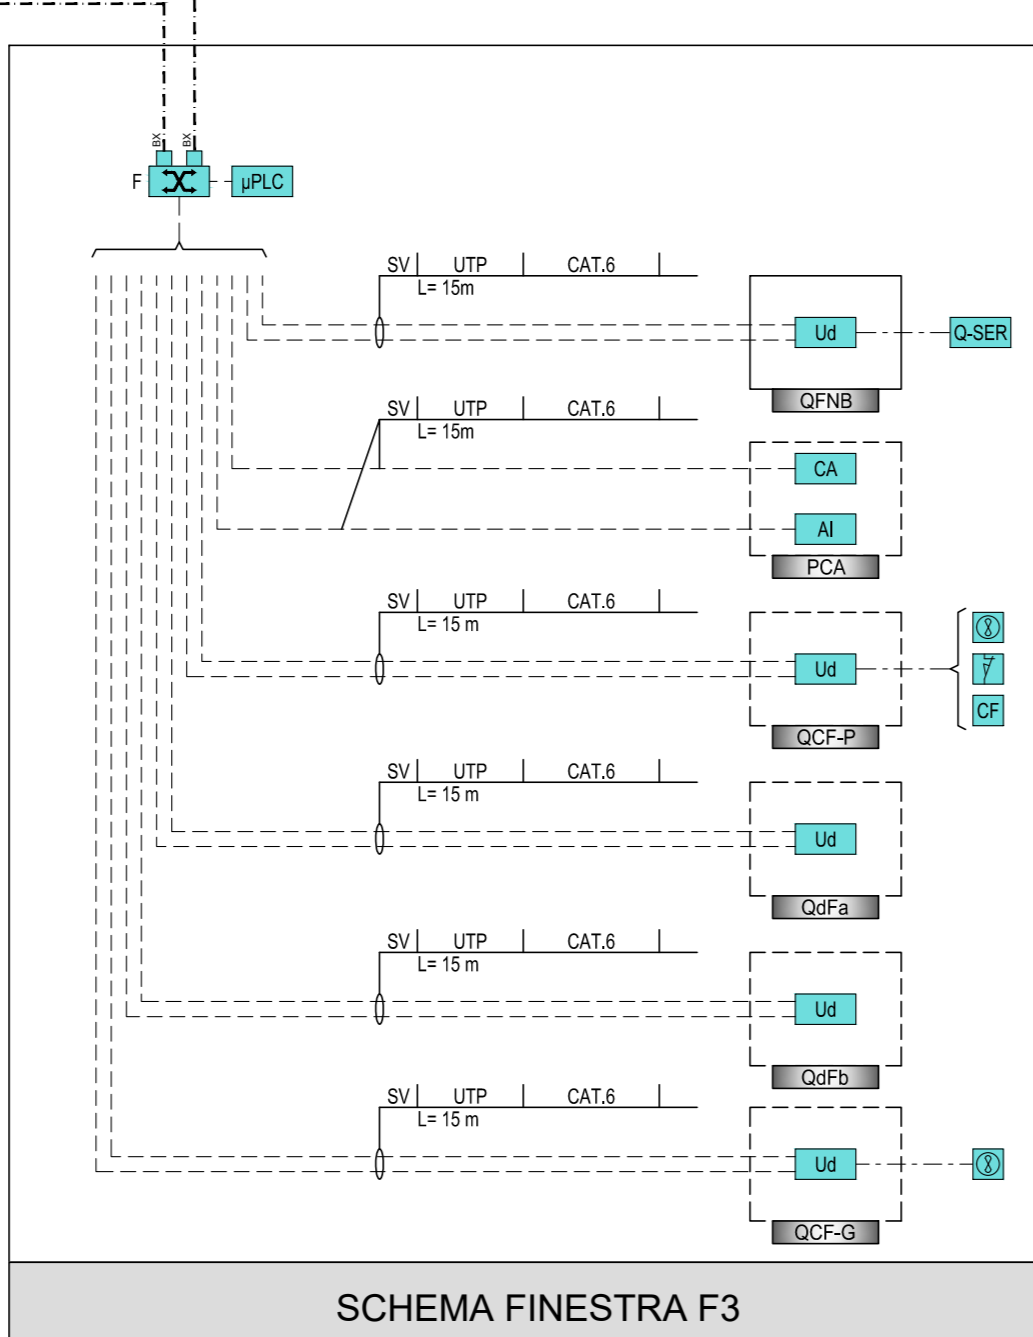 BX BX
F µPLC
SV UTP CAT.6
L= 15m
Ud Q-SER
QFNB
SV UTP CAT.6
L= 15m
CA
AI
PCA
SV UTP CAT.6
L= 15 m
Ud
CF
QCF-P
SV UTP CAT.6
L= 15 m
Ud
QdFa
SV UTP CAT.6
L= 15 m
Ud
QdFb
SV UTP CAT.6
L= 15 m
Ud
QCF-G
SCHEMA FINESTRA F3